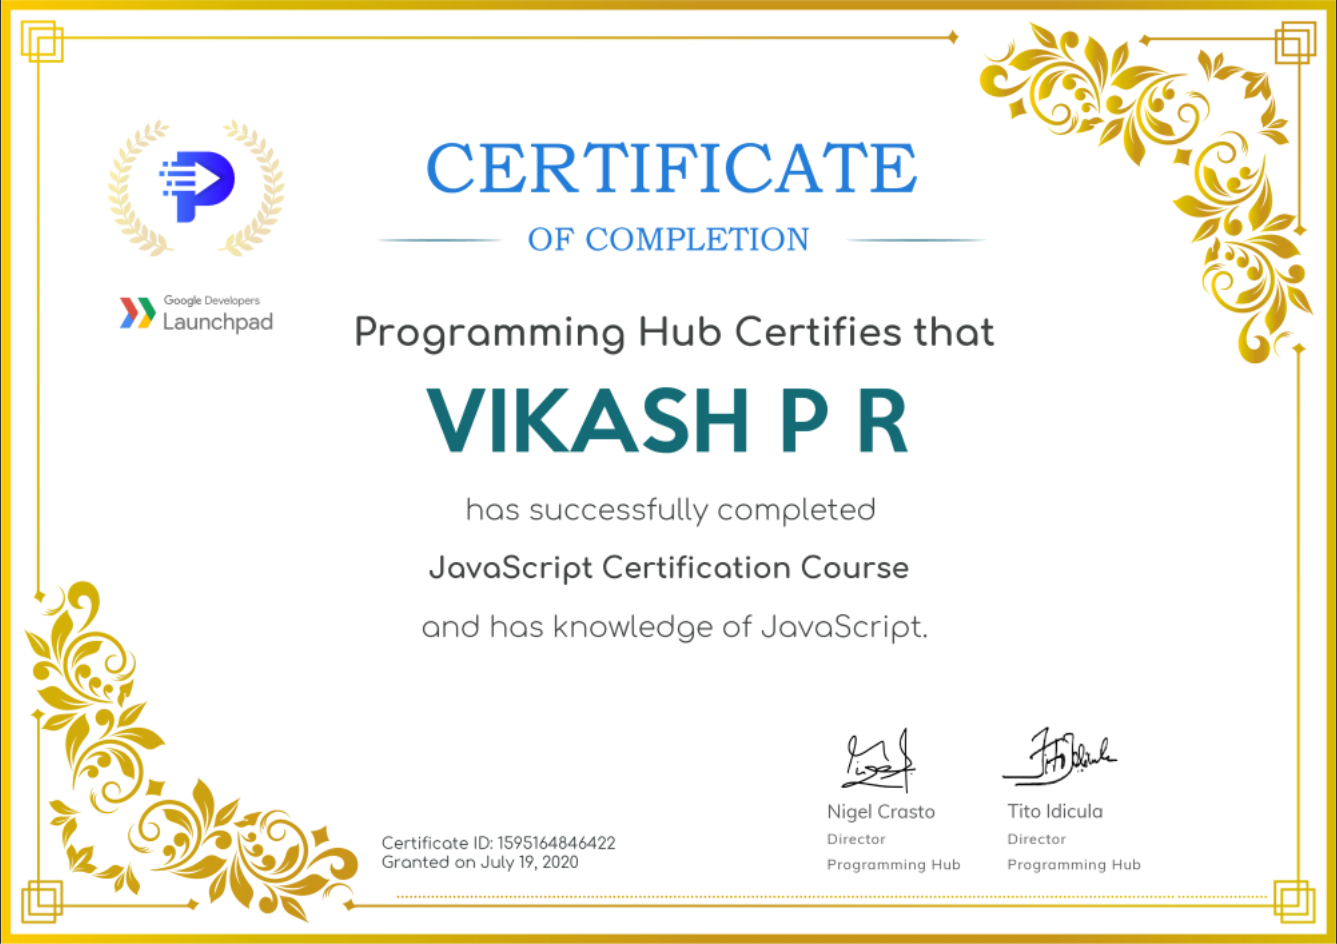 CERTIFICATE
OF COMPLETION
Google Developers
Launchpad
Programming Hub Certifies that
VIKASH P R
has successfully completed
JavaScript Certification Course
and has knowledge of JavaScript.
Certificate ID: 1595164846422
Granted on July 19, 2020
Nigel Crasto
Director
Programming Hub
Tito Idicula
Director
Programming Hub